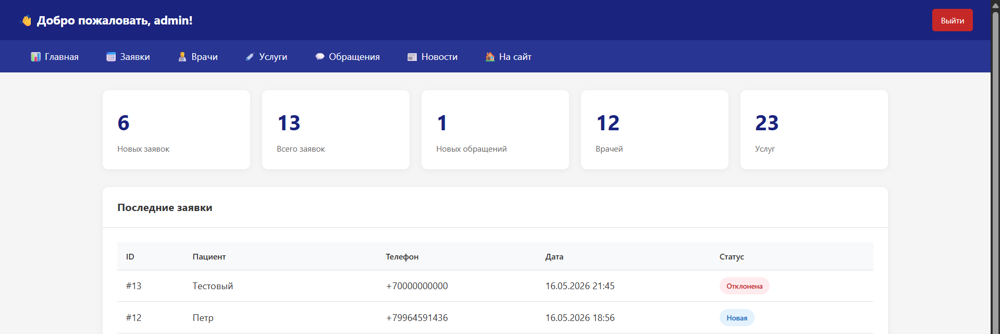 👋 Добро пожаловать, admin!
Выйти
📊 Главная 📅 Заявки 👨‍⚕️ Врачи 💉 Услуги 💬 Обращения 📰 Новости 🏠 На сайт
6 13 1 12 23
Новых заявок Всего заявок Новых обращений Врачей Услуг
Последние заявки
ID Пациент Телефон Дата Статус
#13 Тестовый +70000000000 16.05.2026 21:45 Отклонена
#12 Петр +79964591436 16.05.2026 18:56 Новая